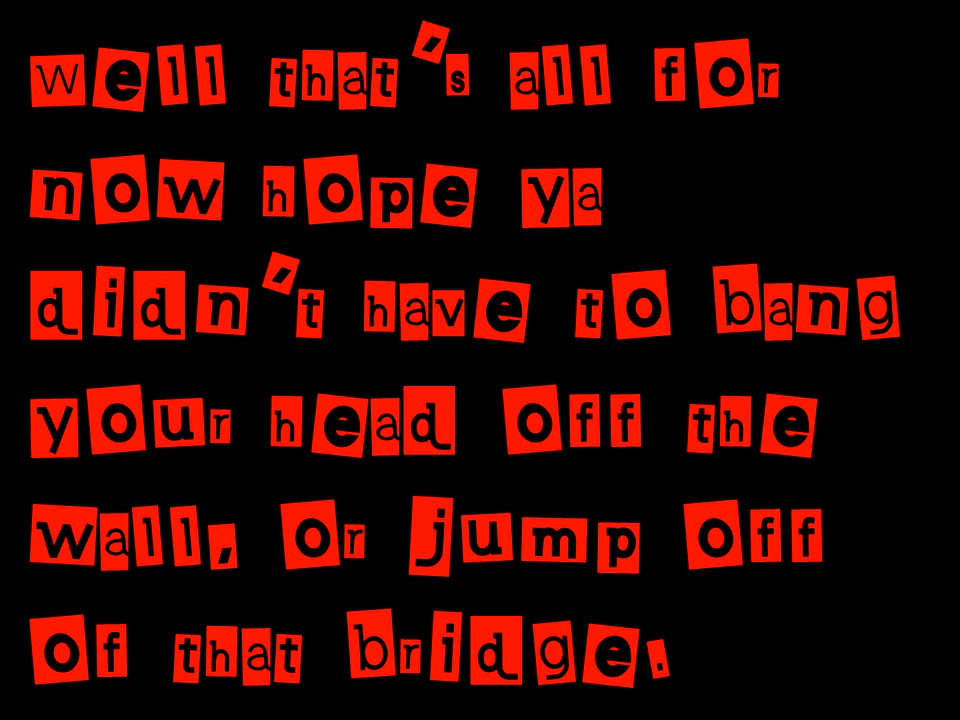 well that's all for
now hope ya
didn't have to bang
your head off the
wall, or jump off
of that bridge.